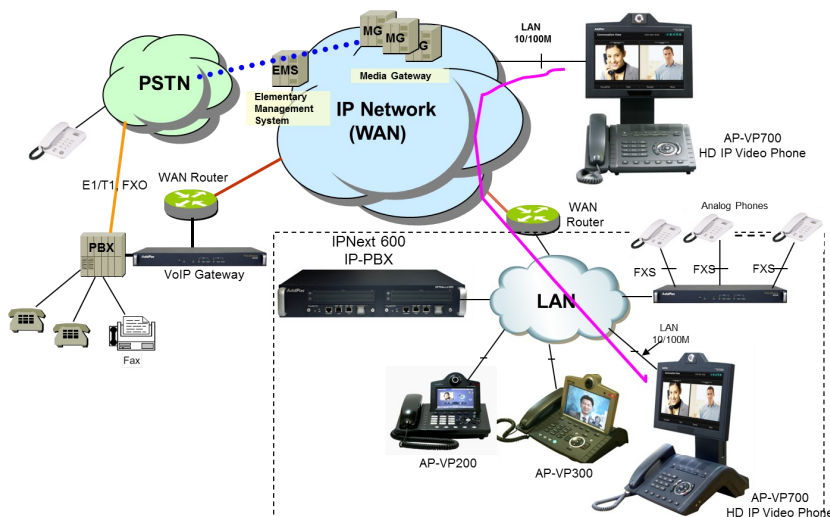 LAN
10/100M
MG
MG
G
EMS
Media Gateway
PSTN
Elementary
Management
System
IP Network
(WAN)
AP-VP700
HD IP Video Phone
E1/T1, FXO
WAN Router
WAN
Router
Analog Phones
PBX
VoIP Gateway
IPNext 600
IP-PBX
FXS
FXS
FXS
AddPac
LAN
LAN
10/100M
Fax
AP-VP200
AP-VP300
AP-VP700
HD IP Video Phone